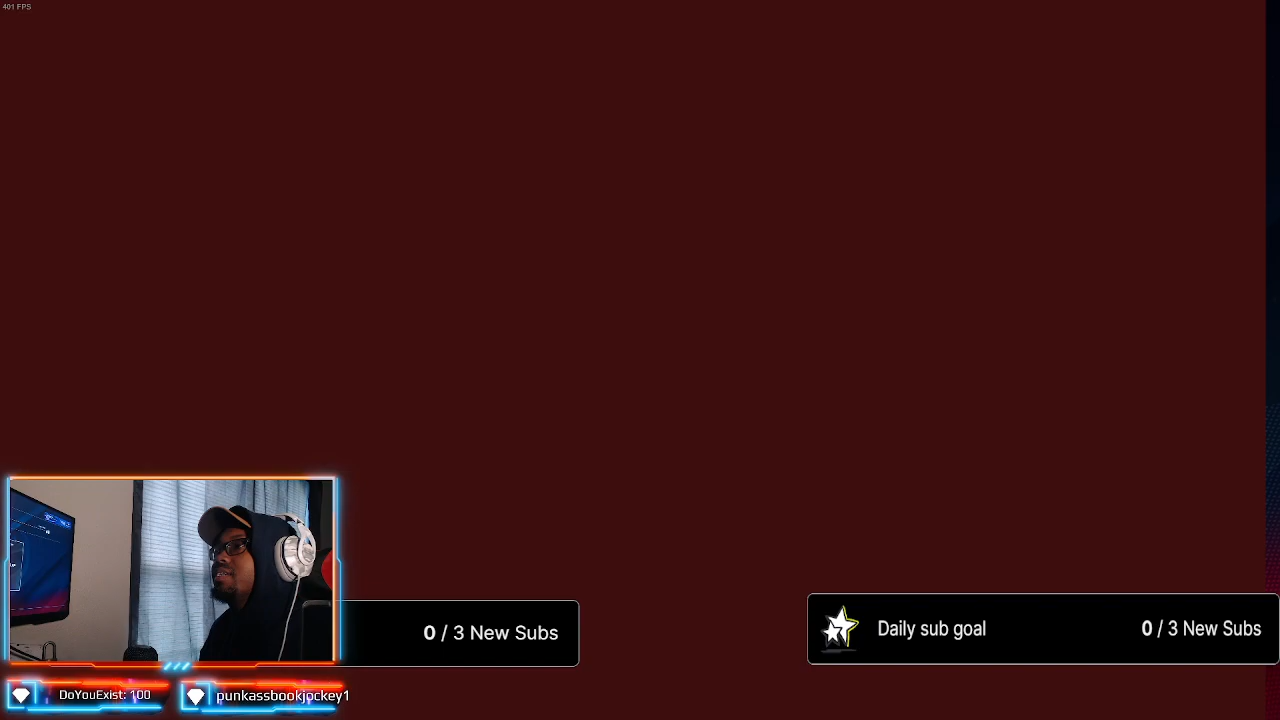 401 FPS
0 / 3 New Subs
Daily sub goal 0 / 3 New Subs
DoYouExist: 100
punkassbookjockey1